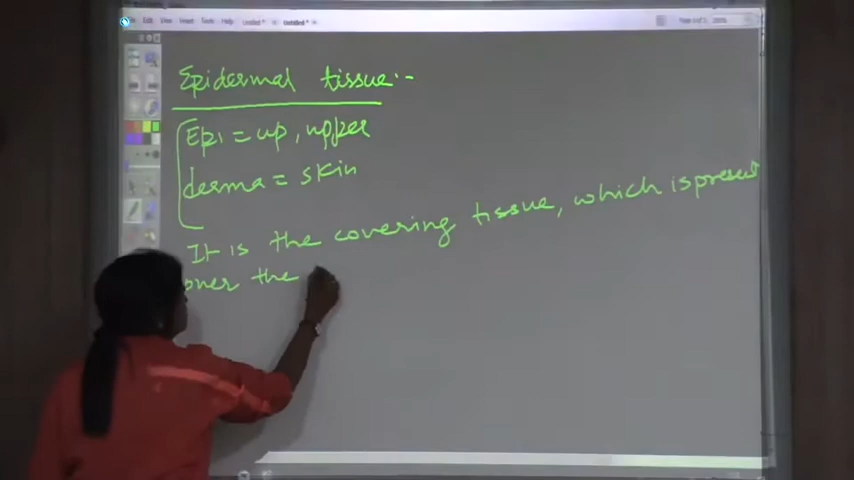 Epidermal tissue:-
Epi = up, upper
derma = skin
It is the covering tissue, which is present
over the